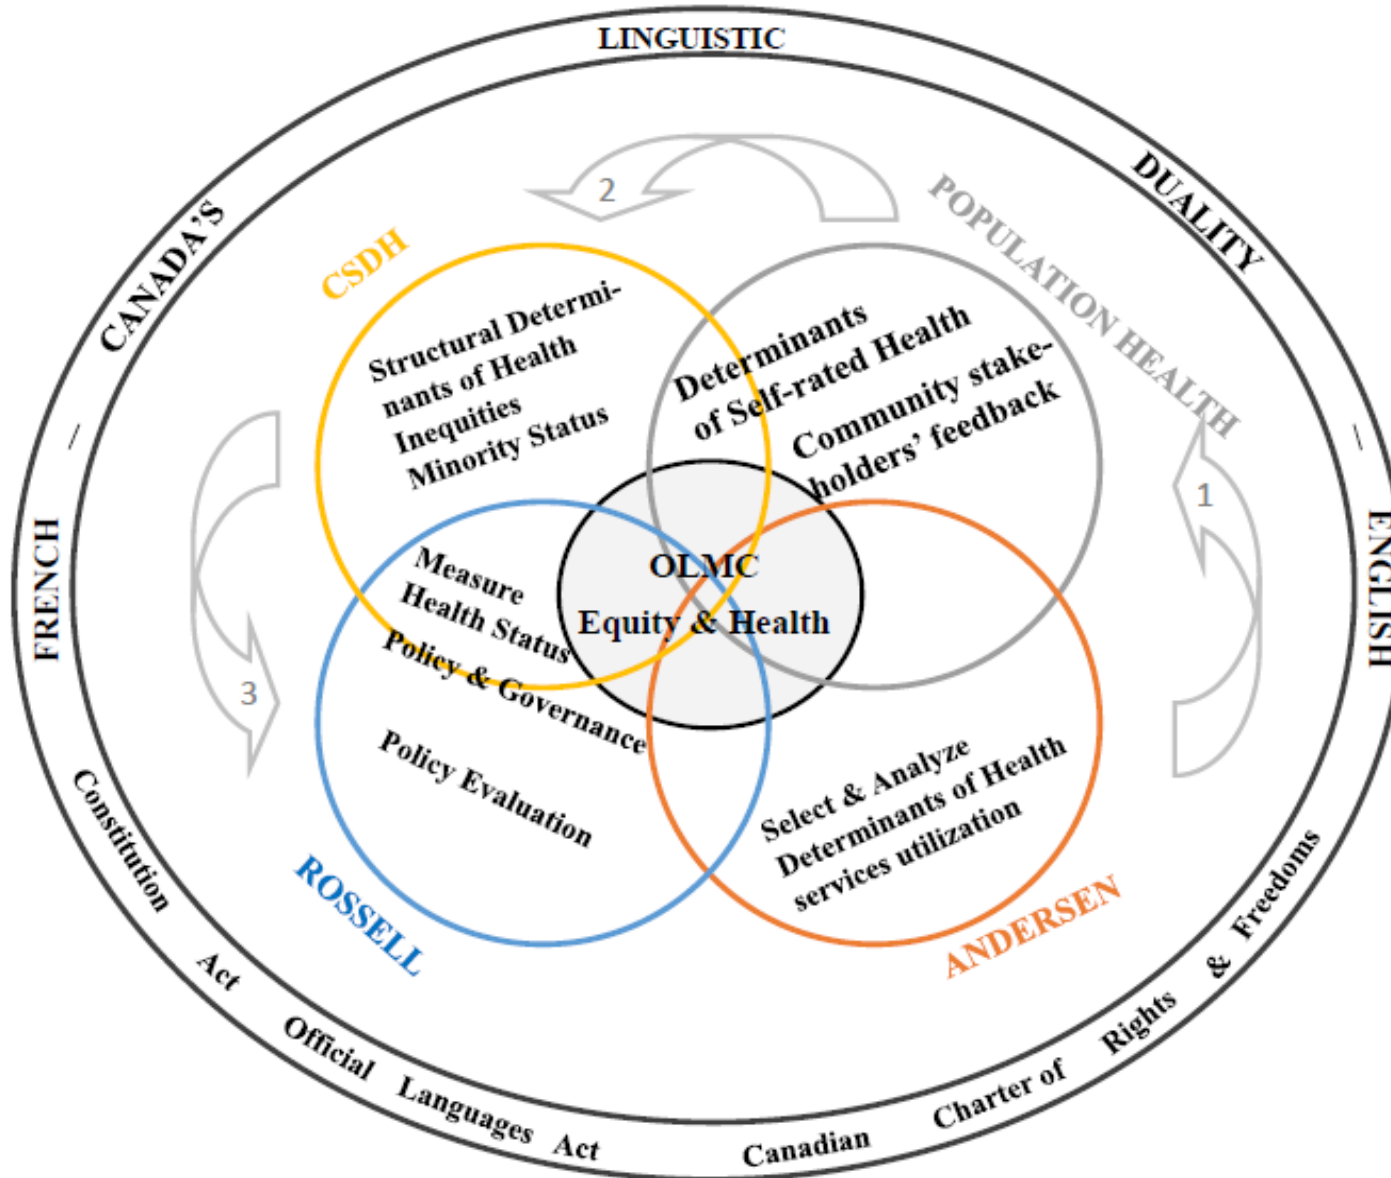 FRENCH – CANADA'S LINGUISTIC DUALITY – ENGLISH
2
POPULATION HEALTH
CSDH
Structural Determi-
nants of Health
Inequities
Minority Status
Determinants
of Self-rated Health
Community stake-
holders' feedback
1
OLMC
Equity & Health
Measure
Health Status
Policy & Governance
3
Policy Evaluation
Select & Analyze
Determinants of Health
services utilization
ROSSELL
ANDERSEN
Constitution Act Official Languages Act Canadian Charter of Rights & Freedoms